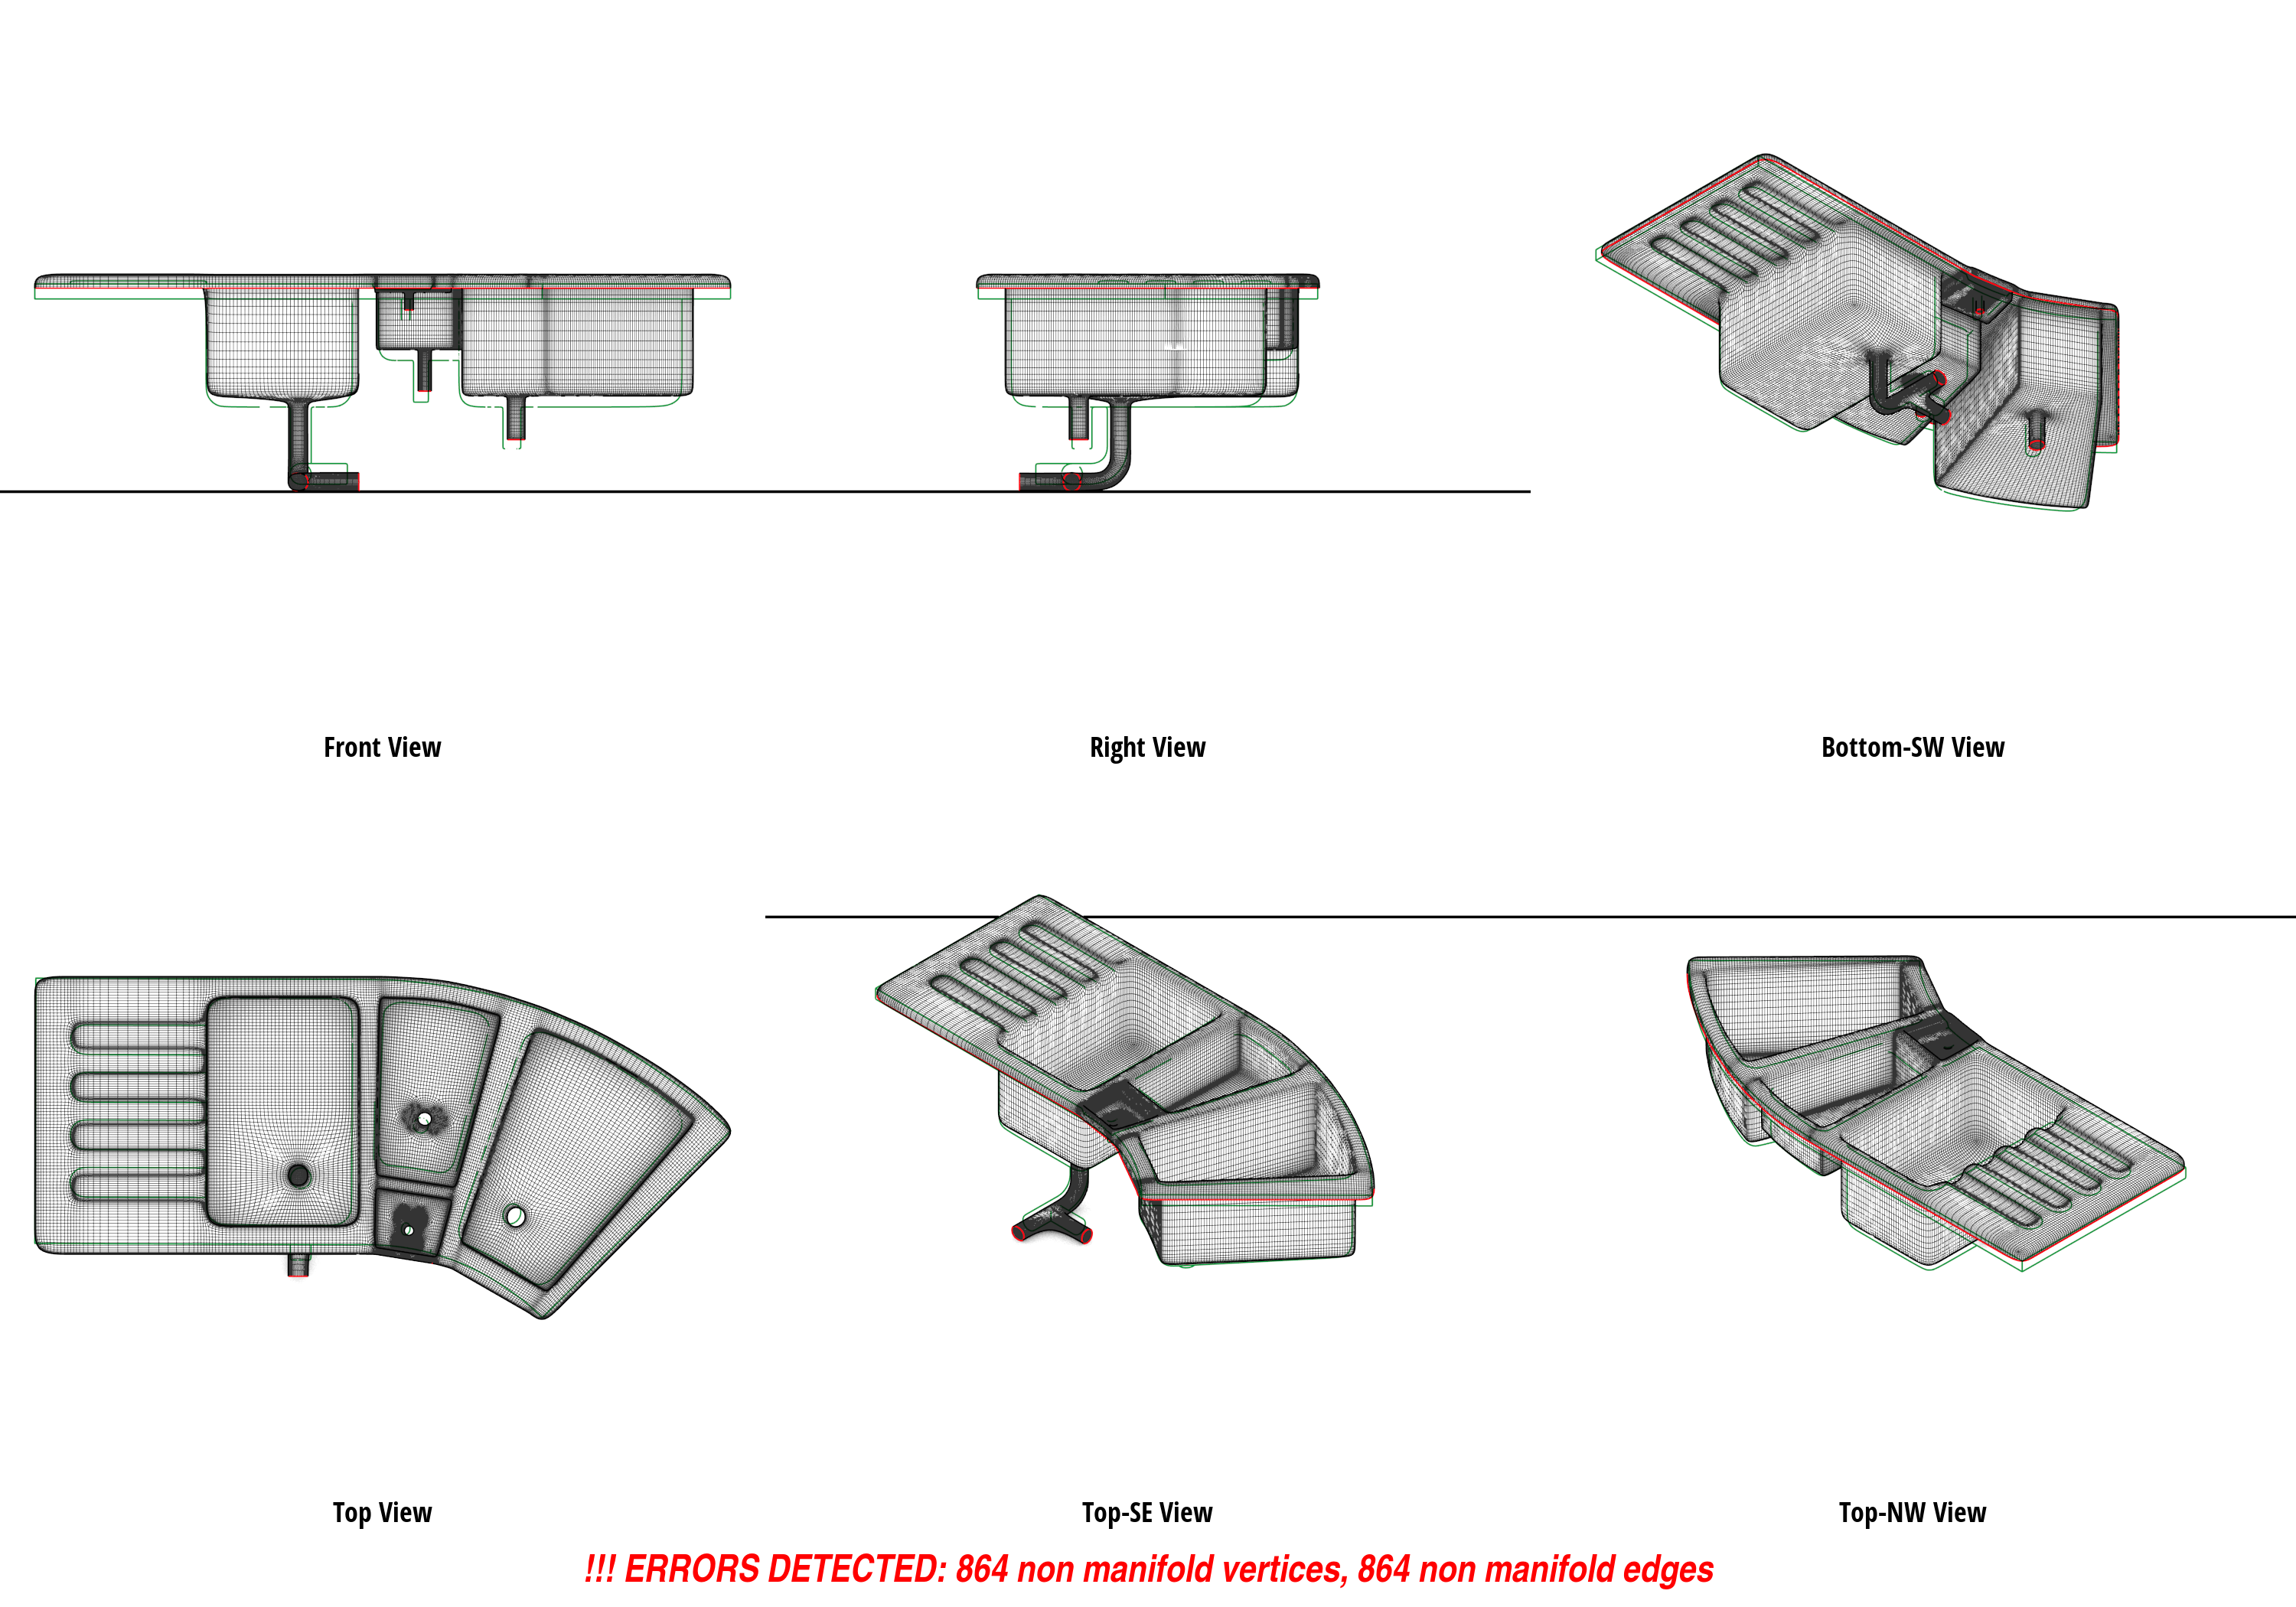 Front View
Right View
Bottom-SW View
Top View
Top-SE View
Top-NW View
!!! ERRORS DETECTED: 864 non manifold vertices, 864 non manifold edges